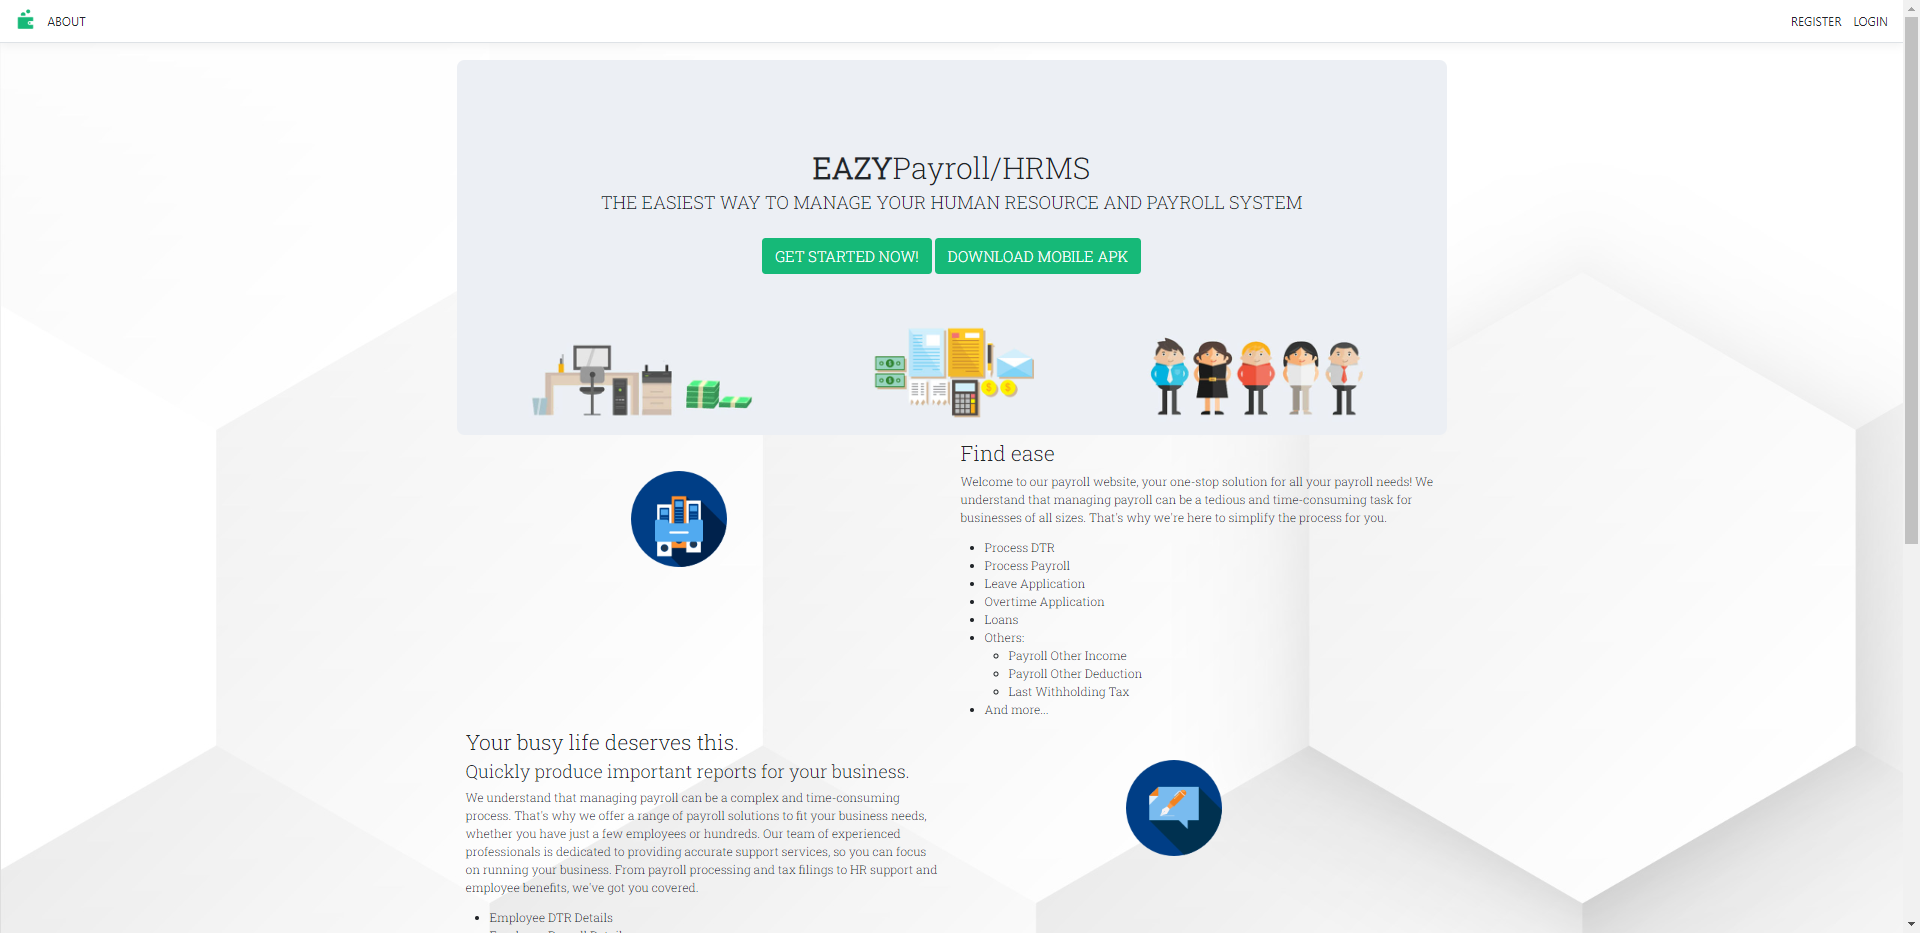 ABOUT
REGISTER LOGIN
EAZYPayroll/HRMS
THE EASIEST WAY TO MANAGE YOUR HUMAN RESOURCE AND PAYROLL SYSTEM
GET STARTED NOW! DOWNLOAD MOBILE APK
Find ease
Welcome to our payroll website, your one-stop solution for all your payroll needs! We
understand that managing payroll can be a tedious and time-consuming task for
businesses of all sizes. That's why we're here to simplify the process for you.
Process DTR
Process Payroll
Leave Application
Overtime Application
Loans
Others:
Payroll Other Income
Payroll Other Deduction
Last Withholding Tax
And more...
Your busy life deserves this.
Quickly produce important reports for your business.
We understand that managing payroll can be a complex and time-consuming
process. That's why we offer a range of payroll solutions to fit your business needs,
whether you have just a few employees or hundreds. Our team of experienced
professionals is dedicated to providing accurate support services, so you can focus
on running your business. From payroll processing and tax filings to HR support and
employee benefits, we've got you covered.
Employee DTR Details